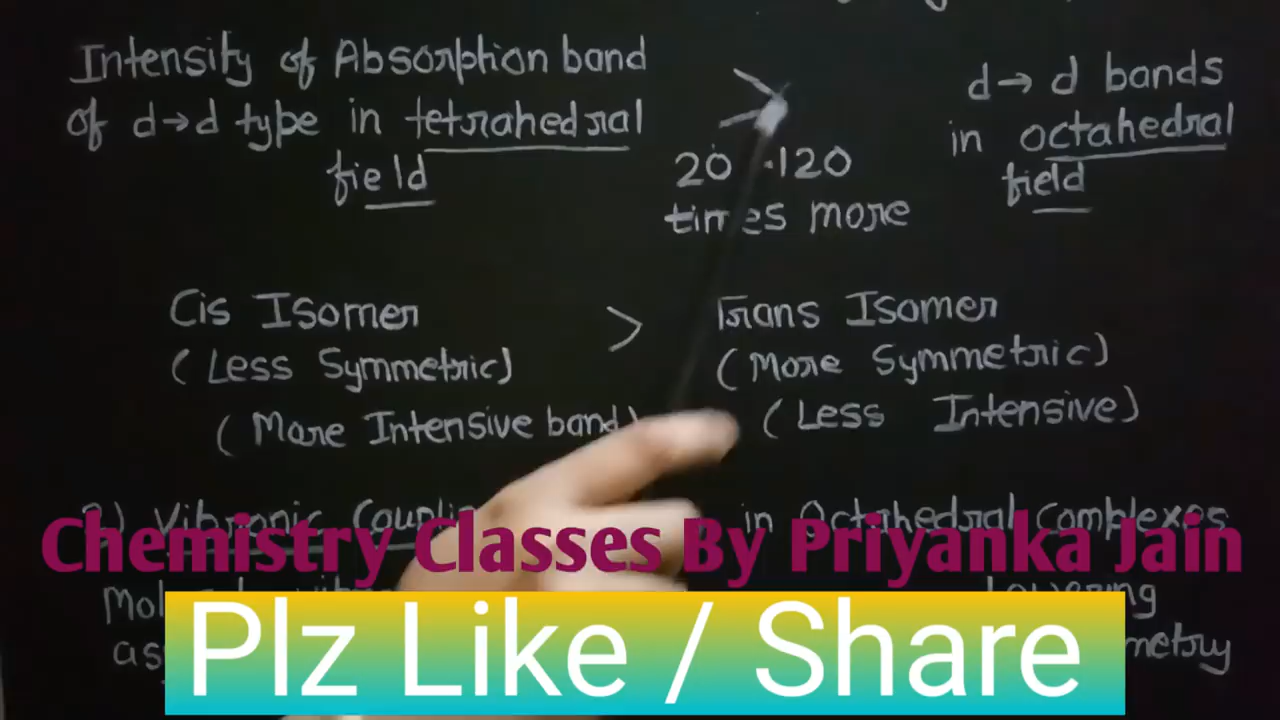 Intensity of Absorption band
of d→d type in tetrahedral
field
>
20 -120
times more
d→d bands
in octahedral
field
Cis Isomer > Trans Isomer
(Less Symmetric) (More Symmetric)
(More Intensive band) (Less Intensive)
2) Vibronic in Octahedral Complexes
Chemistry Classes By Priyanka Jain
lowering
Plz Like / Share